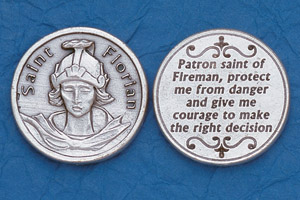 Saint Florian
Patron saint of
Fireman, protect
me from danger
and give me
courage to make
the right decision